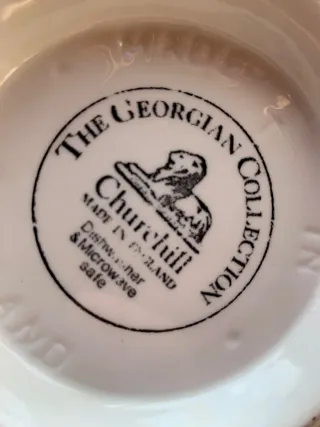 THE GEORGIAN COLLECTION
Churchill
MADE IN ENGLAND
Dishwasher
& Microwave
safe